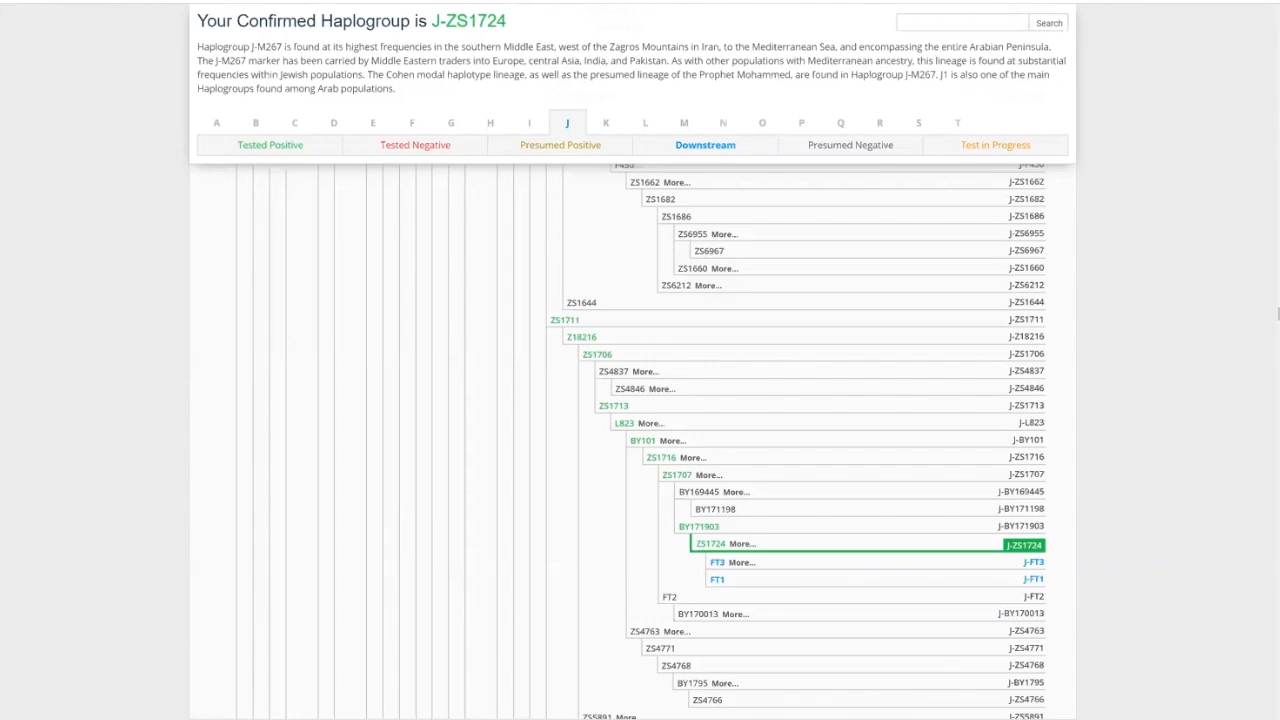 Your Confirmed Haplogroup is J-ZS1724
Search
Haplogroup J-M267 is found at its highest frequencies in the southern Middle East, west of the Zagros Mountains in Iran, to the Mediterranean Sea, and encompassing the entire Arabian Peninsula.
The J-M267 marker has been carried by Middle Eastern traders into Europe, central Asia, India, and Pakistan. As with other populations with Mediterranean ancestry, this lineage is found at substantial
frequencies within Jewish populations. The Cohen modal haplotype lineage, as well as the presumed lineage of the Prophet Mohammed, are found in Haplogroup J-M267. J1 is also one of the main
Haplogroups found among Arab populations.
A B C D E F G H I J K L M N O P Q R S T
Tested Positive Tested Negative Presumed Positive Downstream Presumed Negative Test in Progress
ZS1662 More... J-ZS1662
ZS1682 J-ZS1682
ZS1686 J-ZS1686
ZS6955 More... J-ZS6955
ZS6967 J-ZS6967
ZS1660 More... J-ZS1660
ZS6212 More... J-ZS6212
ZS1644 J-ZS1644
ZS1711 J-ZS1711
Z18216 J-Z18216
ZS1706 J-ZS1706
ZS4837 More... J-ZS4837
ZS4846 More... J-ZS4846
ZS1713 J-ZS1713
L823 More... J-L823
BY101 More... J-BY101
ZS1716 More... J-ZS1716
ZS1707 More... J-ZS1707
BY169445 More... J-BY169445
BY171198 J-BY171198
BY171903 J-BY171903
ZS1724 More... J-ZS1724
FT3 More... J-FT3
FT1 J-FT1
FT2 J-FT2
BY170013 More... J-BY170013
ZS4763 More... J-ZS4763
ZS4771 J-ZS4771
ZS4768 J-ZS4768
BY1795 More... J-BY1795
ZS4766 J-ZS4766
ZS5891 More... J-ZS5891